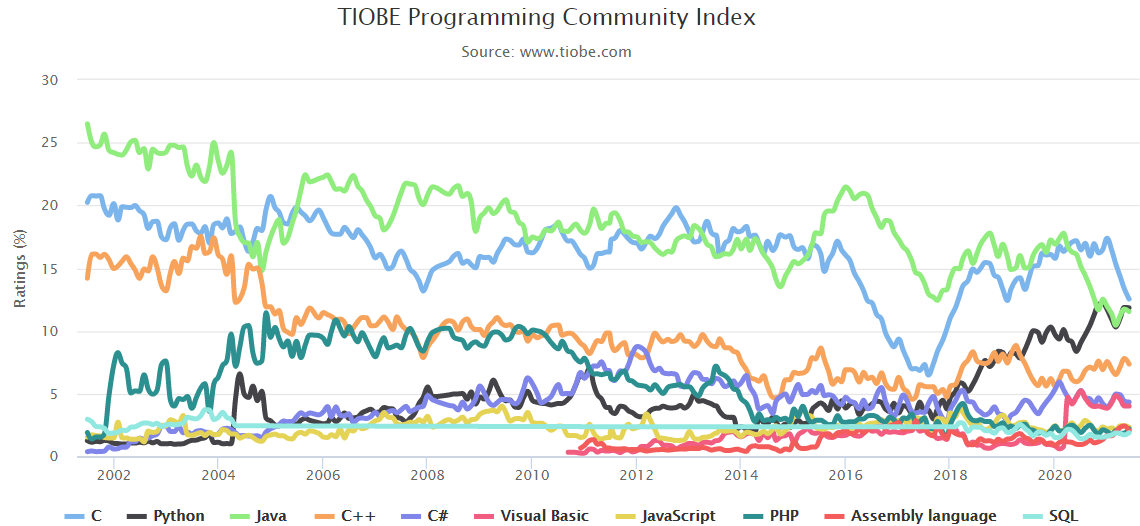 TIOBE Programming Community Index
Source: www.tiobe.com
Ratings (%)
30
25
20
15
10
5
0
2002 2004 2006 2008 2010 2012 2014 2016 2018 2020
C Python Java C++ C# Visual Basic JavaScript PHP Assembly language SQL